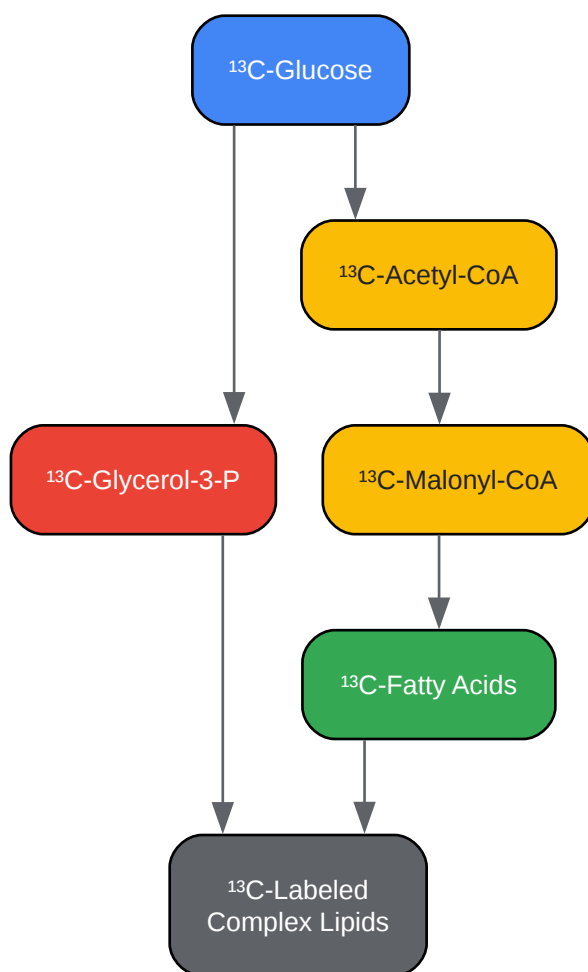 ¹³C-Glucose
¹³C-Acetyl-CoA
¹³C-Glycerol-3-P
¹³C-Malonyl-CoA
¹³C-Fatty Acids
¹³C-Labeled
Complex Lipids